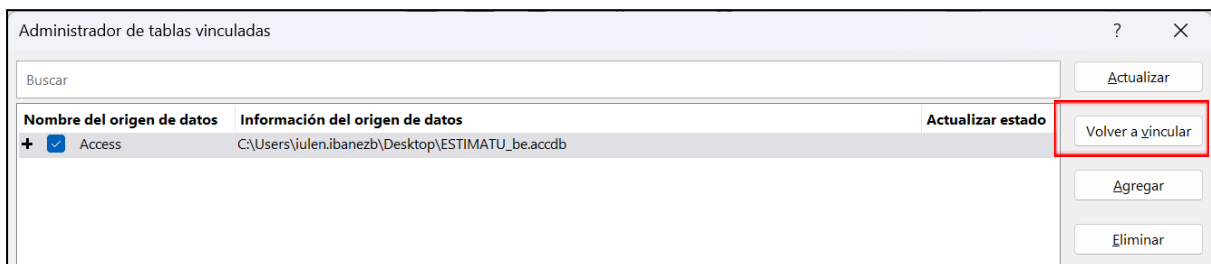 Administrador de tablas vinculadas ?
Buscar
Actualizar
Nombre del origen de datos Información del origen de datos Actualizar estado
Volver a vincular
Access C:\Users\iulen.ibanezb\Desktop\ESTIMATU_be.accdb
Agregar
Eliminar